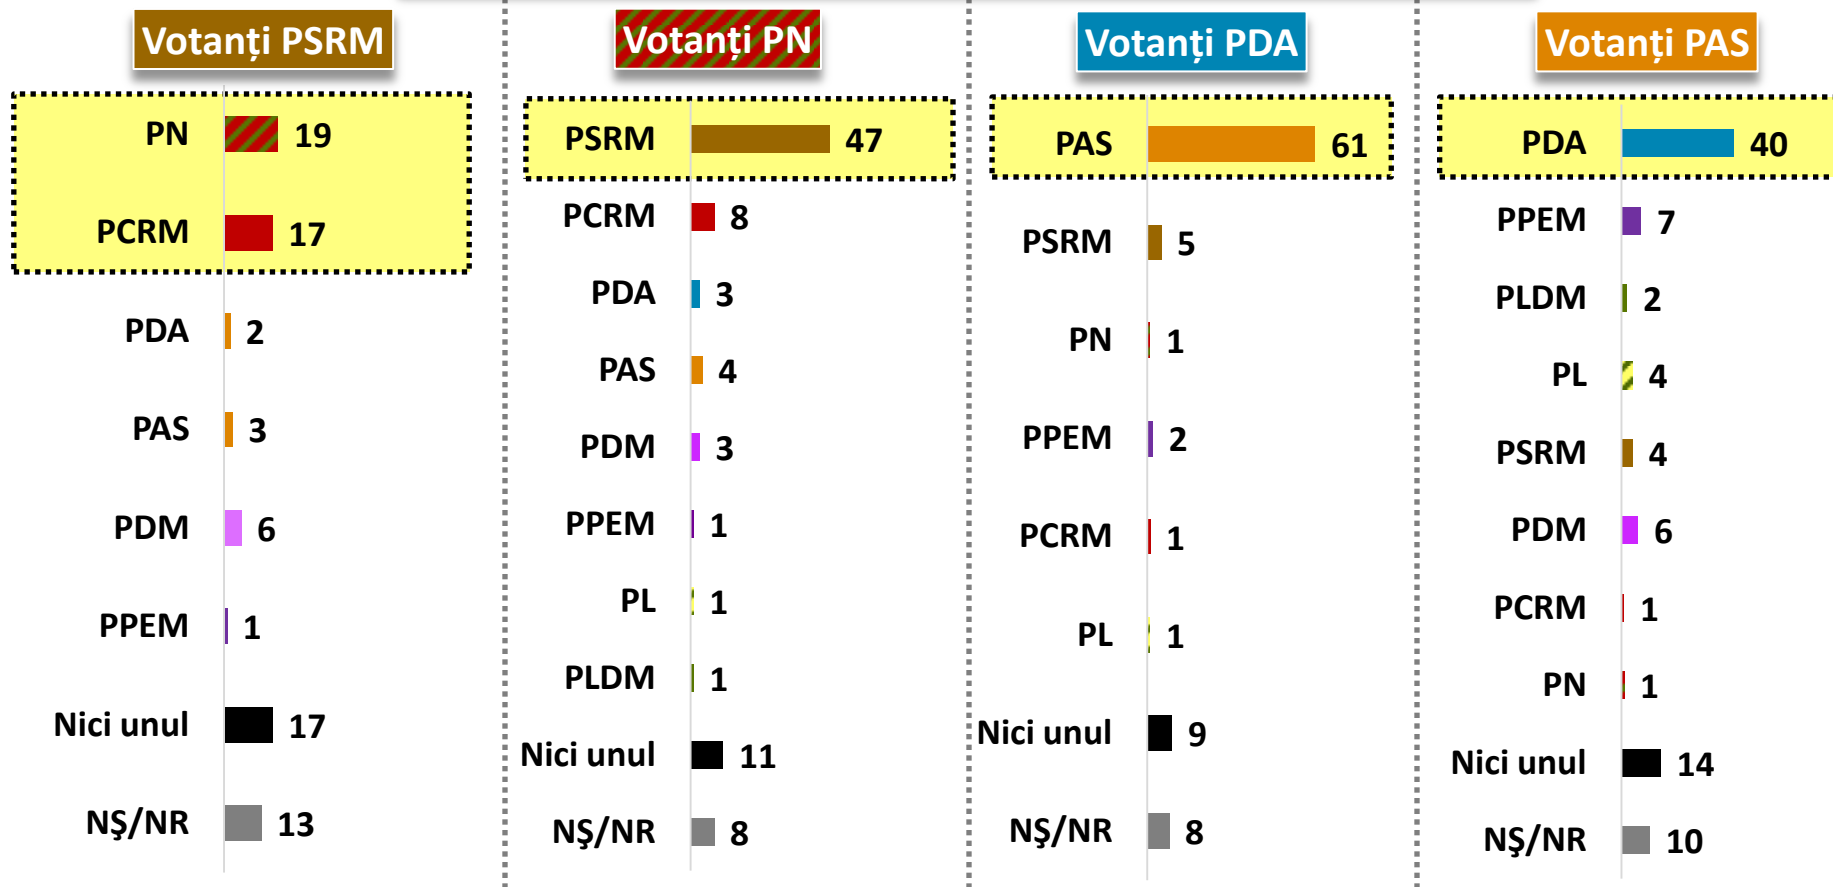 Votanți PSRM
PN 19
PCRM 17
PDA 2
PAS 3
PDM 6
PPEM 1
Nici unul 17
NŞ/NR 13
Votanți PN
PSRM 47
PCRM 8
PDA 3
PAS 4
PDM 3
PPEM 1
PL 1
PLDM 1
Nici unul 11
NŞ/NR 8
Votanți PDA
PAS 61
PSRM 5
PN 1
PPEM 2
PCRM 1
PL 1
Nici unul 9
NŞ/NR 8
Votanți PAS
PDA 40
PPEM 7
PLDM 2
PL 4
PSRM 4
PDM 6
PCRM 1
PN 1
Nici unul 14
NŞ/NR 10